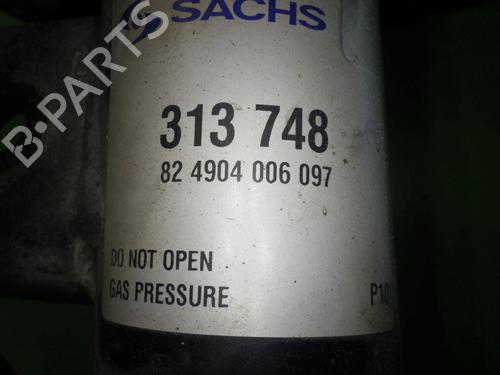 SACHS
313 748
82 4904 006 097
DO NOT OPEN
GAS PRESSURE
B-PARTS